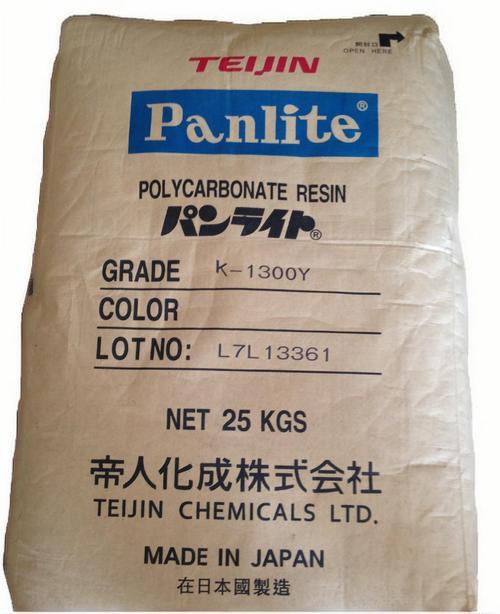 開封口
OPEN HERE
TEIJIN
Panlite®
POLYCARBONATE RESIN
パンライト®
GRADE K-1300Y
COLOR
LOT NO: L7L13361
NET 25 KGS
帝人化成株式会社
TEIJIN CHEMICALS LTD.
MADE IN JAPAN
在日本國製造